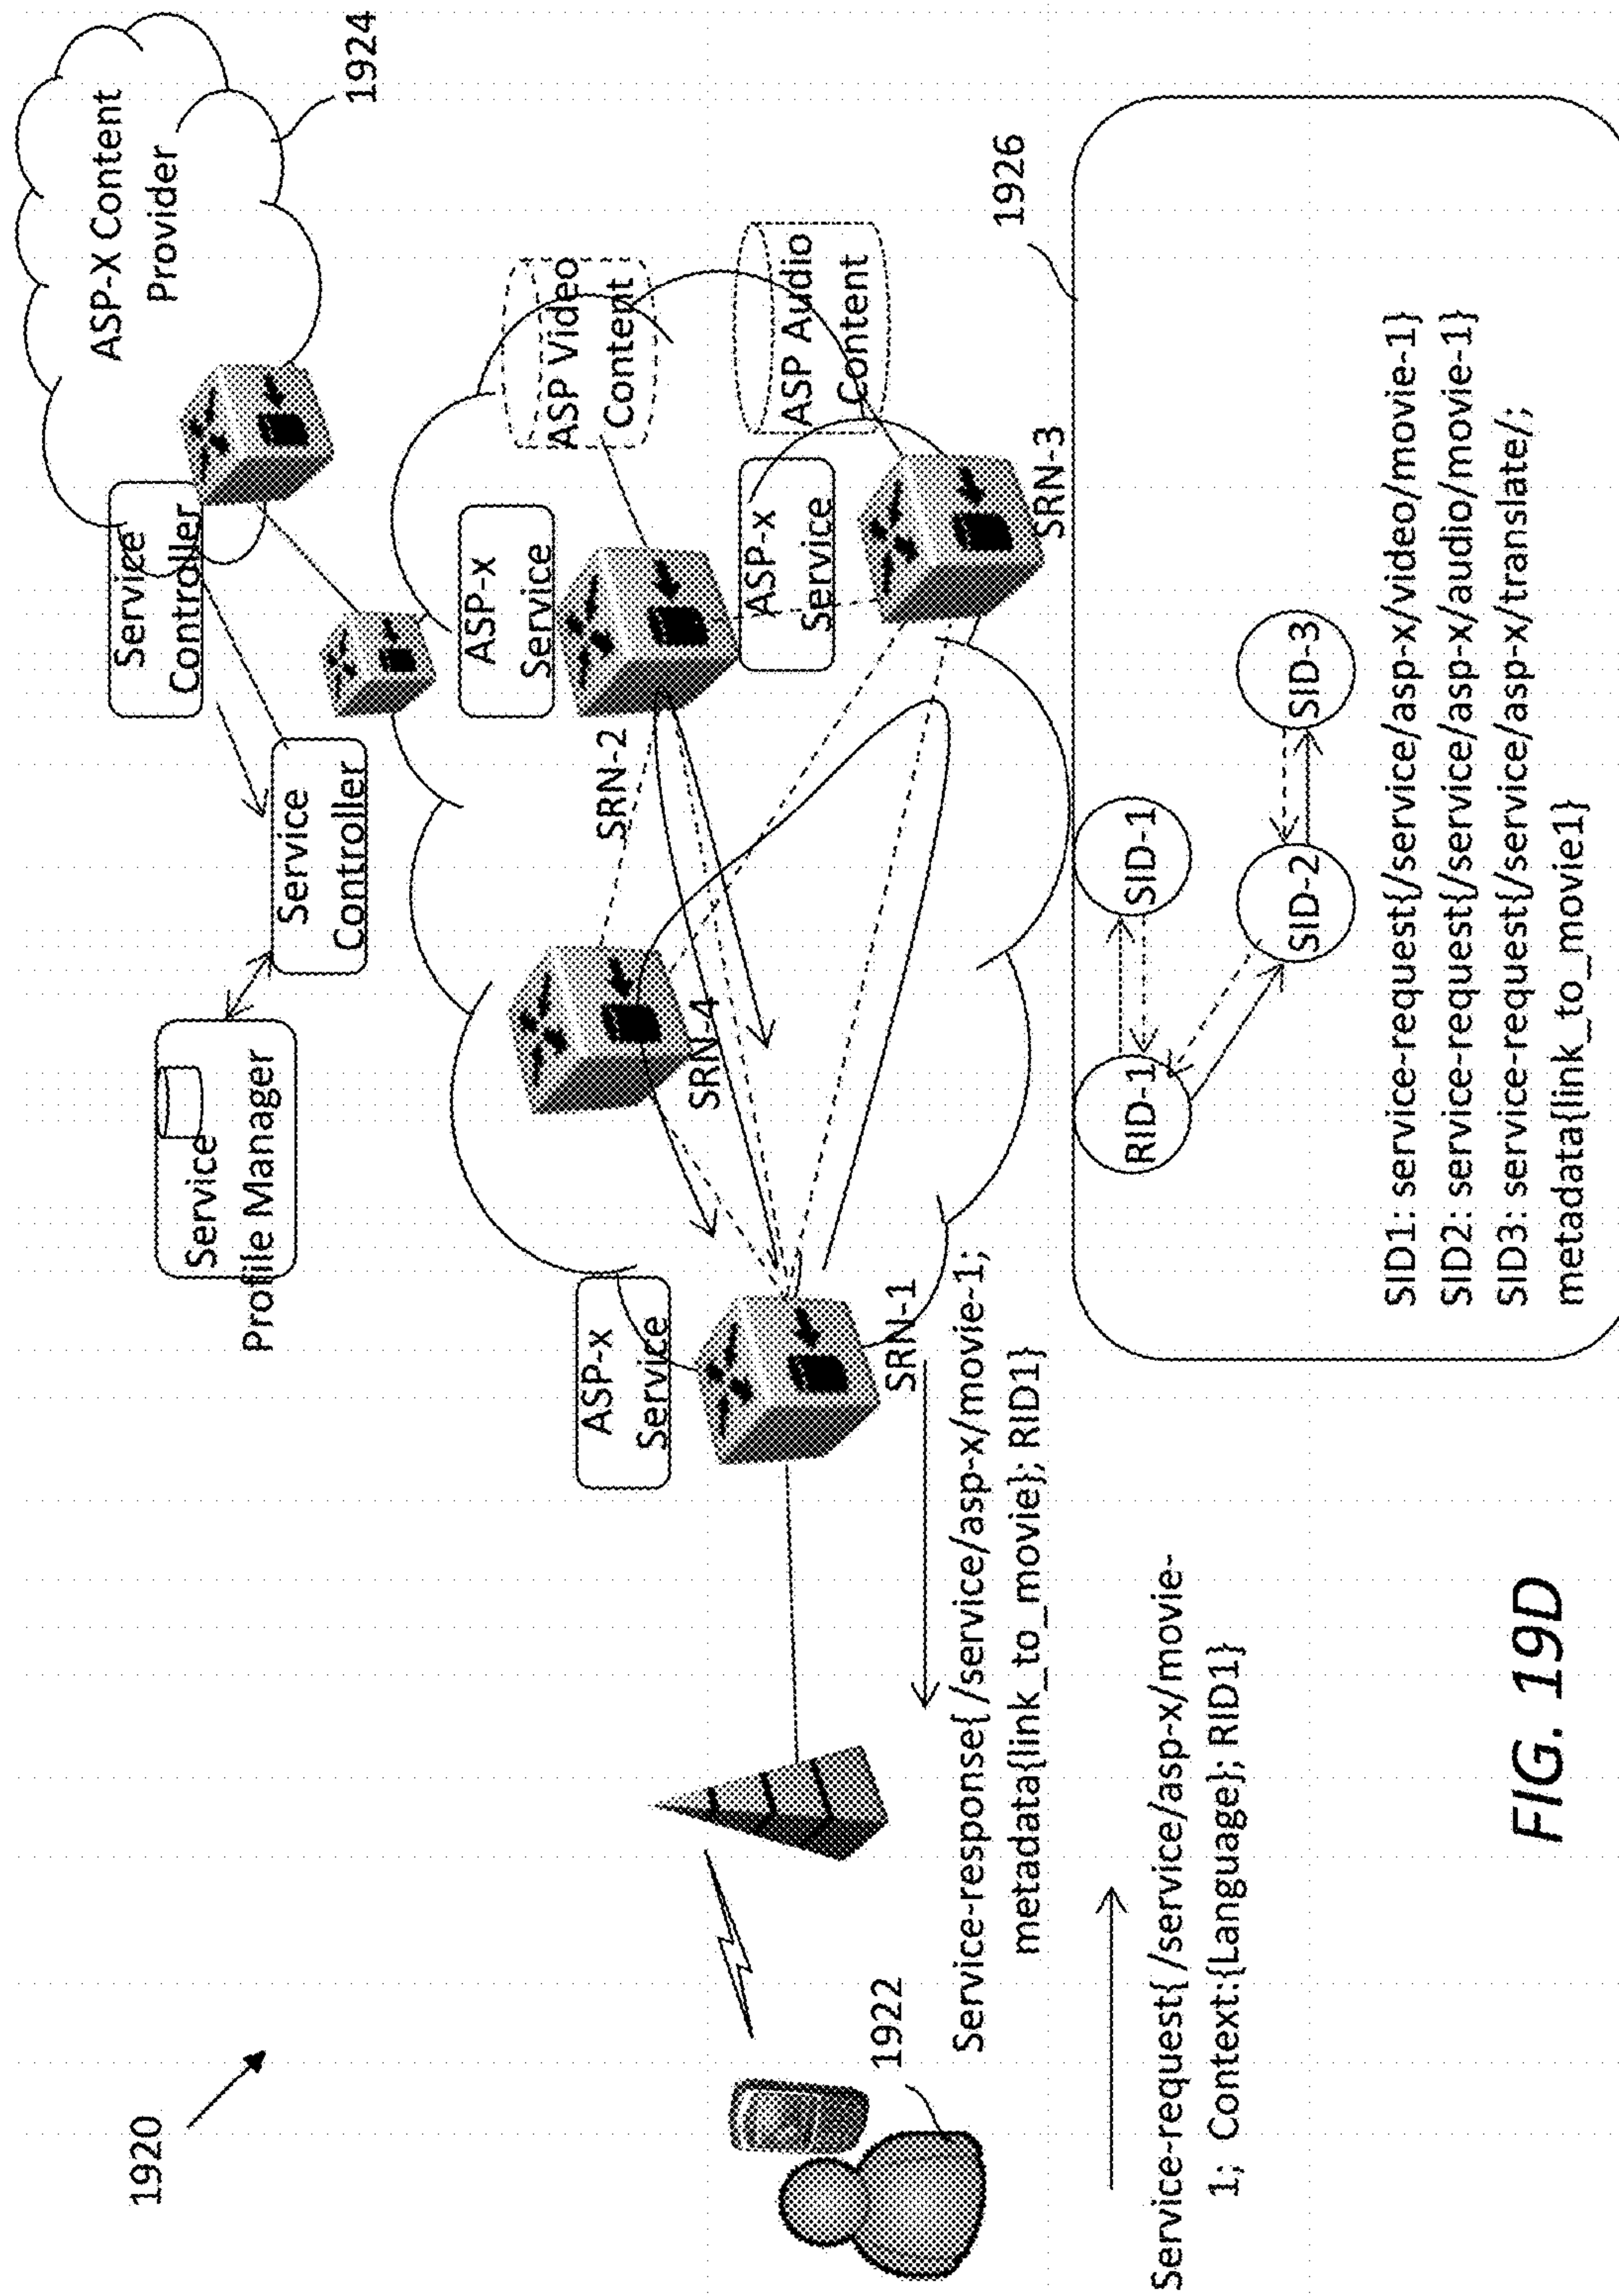 1920
ASP-X Content
Provider
1924
Service
Controller
Service
Profile Manager
Service
Controller
ASP-x
Service
ASP Video
Content
SRN-2
ASP-x
Service
ASP Audio
Content
SRN-4
SRN-3
ASP-x
Service
SRN-1
1922
Service-response{ /service/asp-x/movie-1;
metadata{link_to_movie}; RID1}
Service-request{ /service/asp-x/movie-
1; Context:{Language}; RID1}
1926
RID-1
SID-1
SID-2
SID-3
SID1: service-request{/service/asp-x/video/movie-1}
SID2: service-request{/service/asp-x/audio/movie-1}
SID3: service-request{/service/asp-x/translate/;
metadata{link_to_movie1}
FIG. 19D